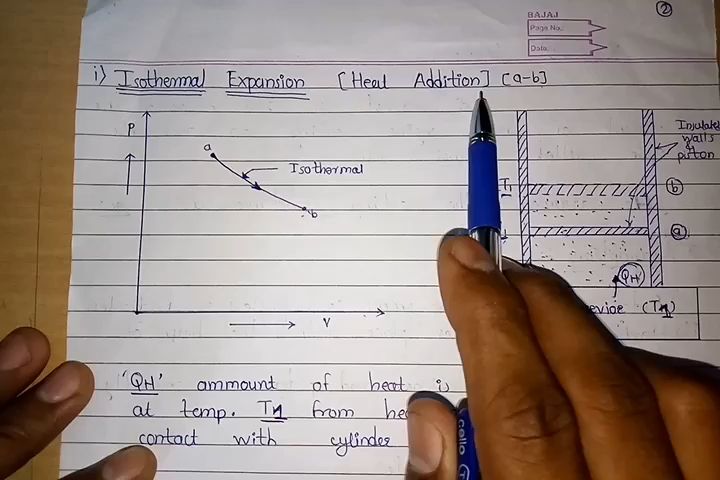 BAJAJ
Page No.
Date.
2
i) Isothermal Expansion [Heat Addition] [a-b]
P
a
Isothermal
b
V
Insulated
walls &
piston
T1
b
a
QH
(T1)
'QH' ammount of heat is
at temp. T1 from
contact with cylinder
cello